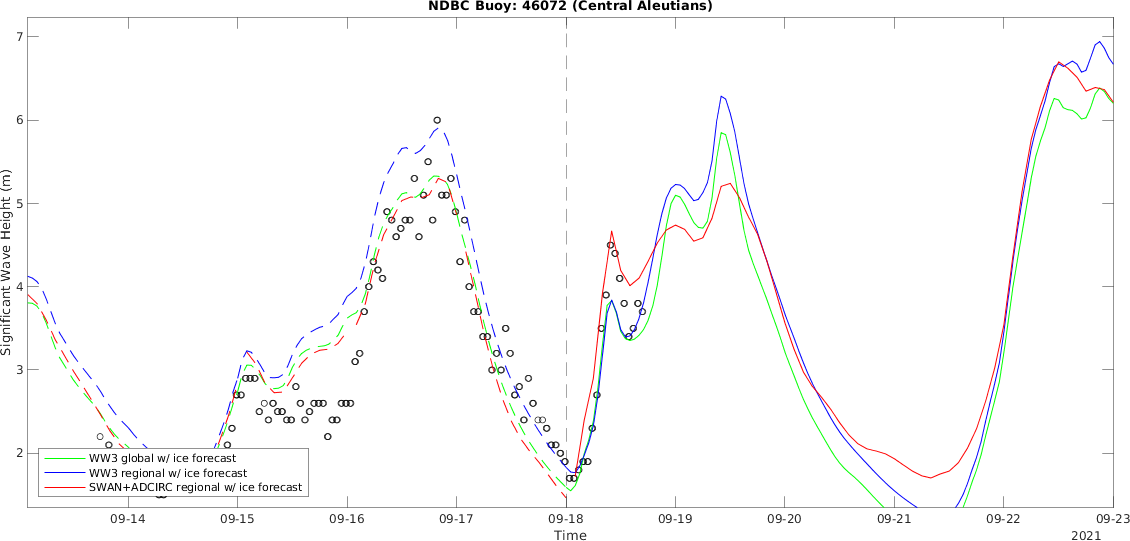 NDBC Buoy: 46072 (Central Aleutians)
7
6
5
4
3
2
Significant Wave Height (m)
WW3 global w/ ice forecast
WW3 regional w/ ice forecast
SWAN+ADCIRC regional w/ ice forecast
09-14 09-15 09-16 09-17 09-18 09-19 09-20 09-21 09-22 09-23
Time
2021